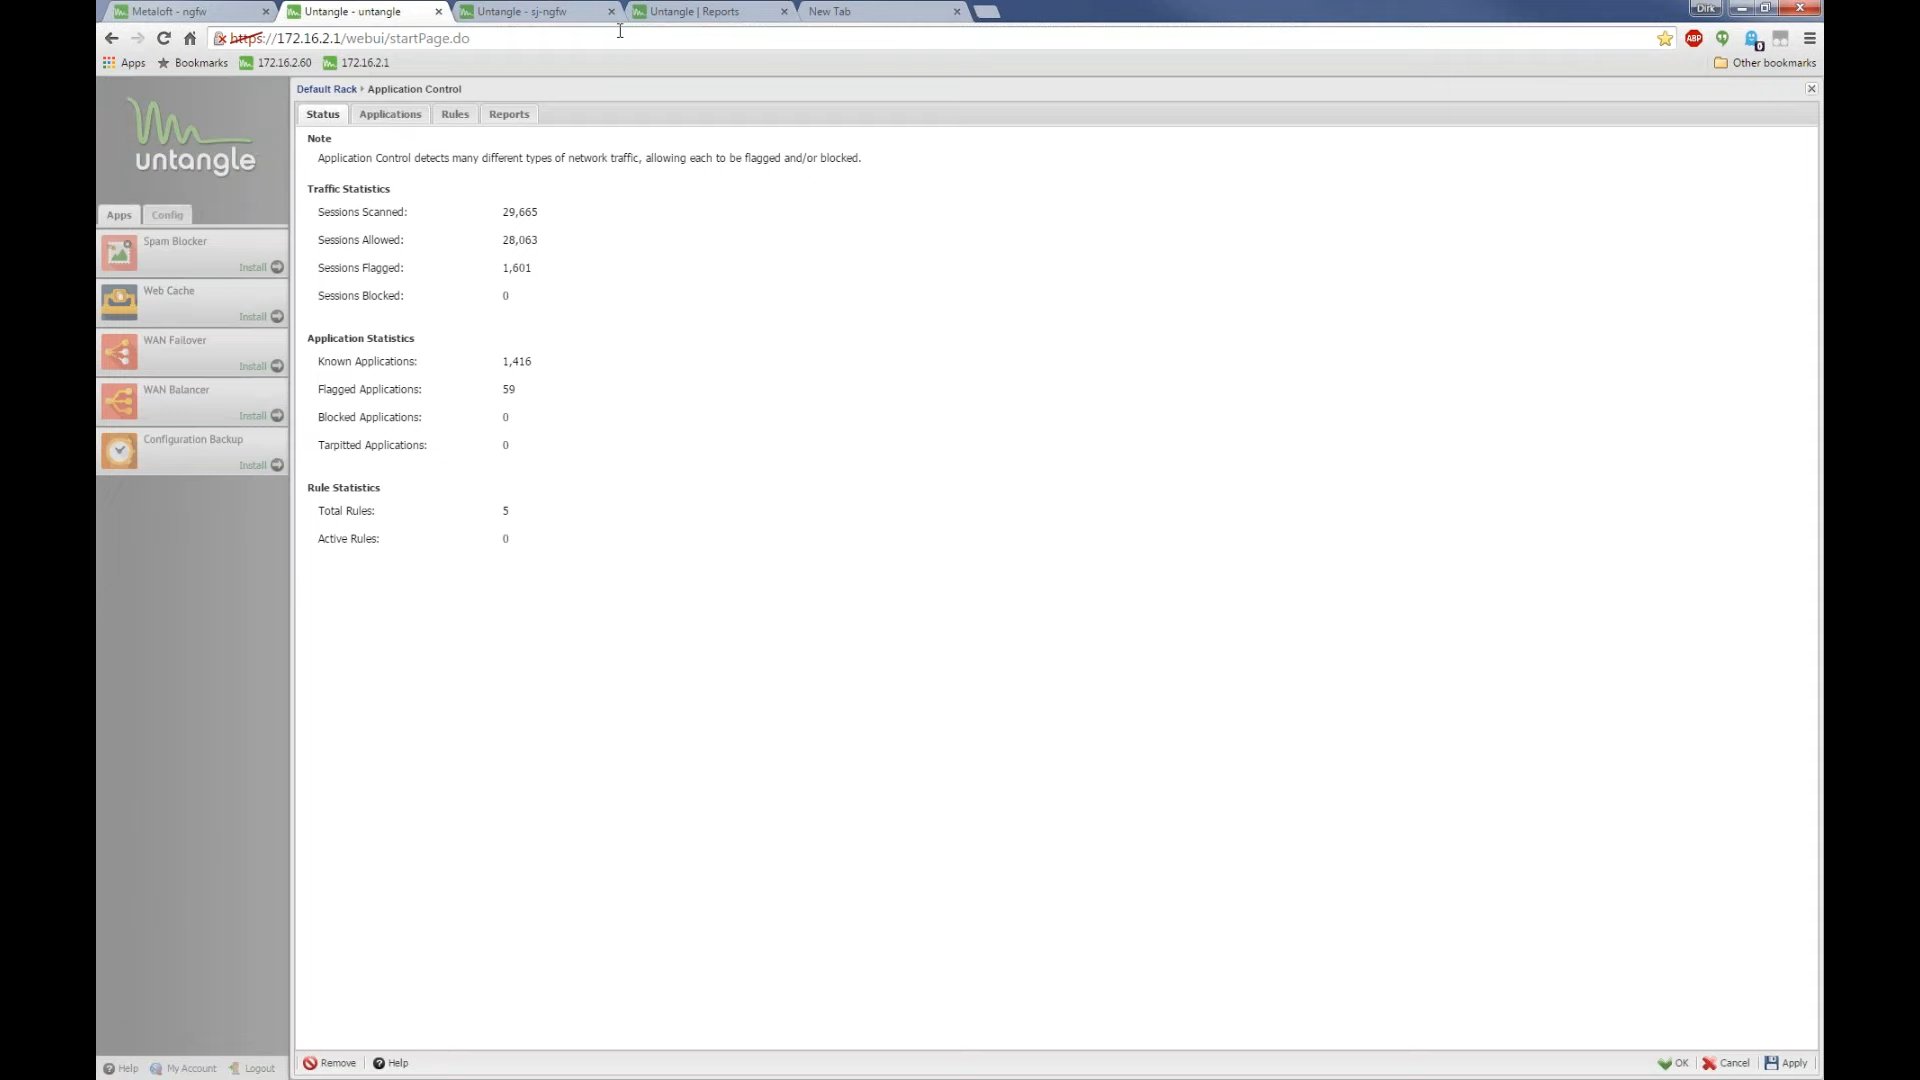 Metaloft - ngfw
Untangle - untangle
Untangle - sj-ngfw
Untangle | Reports
New Tab
Dirk
https://172.16.2.1/webui/startPage.do
ABP
0
Apps
Bookmarks
172.16.2.60
172.16.2.1
Other bookmarks
untangle
Default Rack
Application Control
Status
Applications
Rules
Reports
Note
Application Control detects many different types of network traffic, allowing each to be flagged and/or blocked.
Traffic Statistics
Sessions Scanned: 29,665
Sessions Allowed: 28,063
Sessions Flagged: 1,601
Sessions Blocked: 0
Application Statistics
Known Applications: 1,416
Flagged Applications: 59
Blocked Applications: 0
Tarpitted Applications: 0
Rule Statistics
Total Rules: 5
Active Rules: 0
Apps
Config
Spam Blocker
Install
Web Cache
Install
WAN Failover
Install
WAN Balancer
Install
Configuration Backup
Install
Help
My Account
Logout
Remove
Help
OK
Cancel
Apply